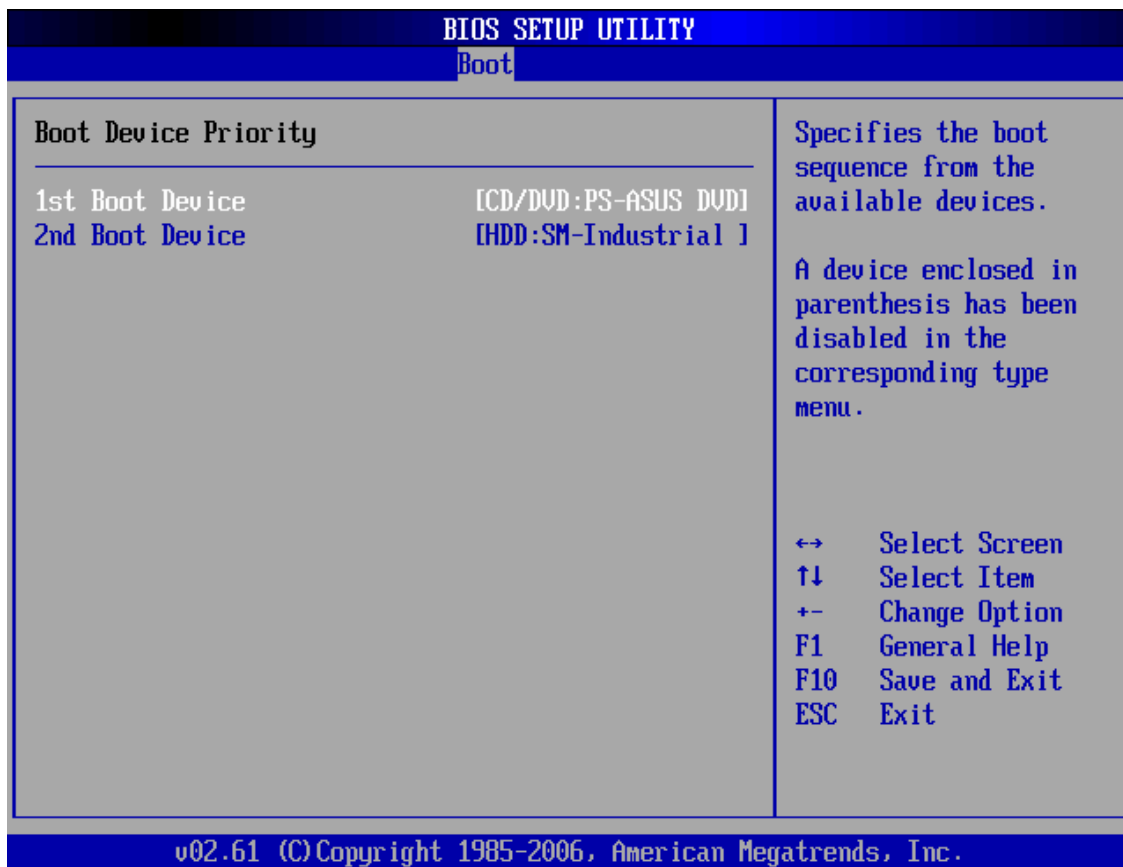 BIOS SETUP UTILITY
Boot
Boot Device Priority
1st Boot Device [CD/DVD:PS-ASUS DVD]
2nd Boot Device [HDD:SM-Industrial ]
Specifies the boot
sequence from the
available devices.
A device enclosed in
parenthesis has been
disabled in the
corresponding type
menu.
←→ Select Screen
↑↓ Select Item
+- Change Option
F1 General Help
F10 Save and Exit
ESC Exit
v02.61 (C)Copyright 1985-2006, American Megatrends, Inc.